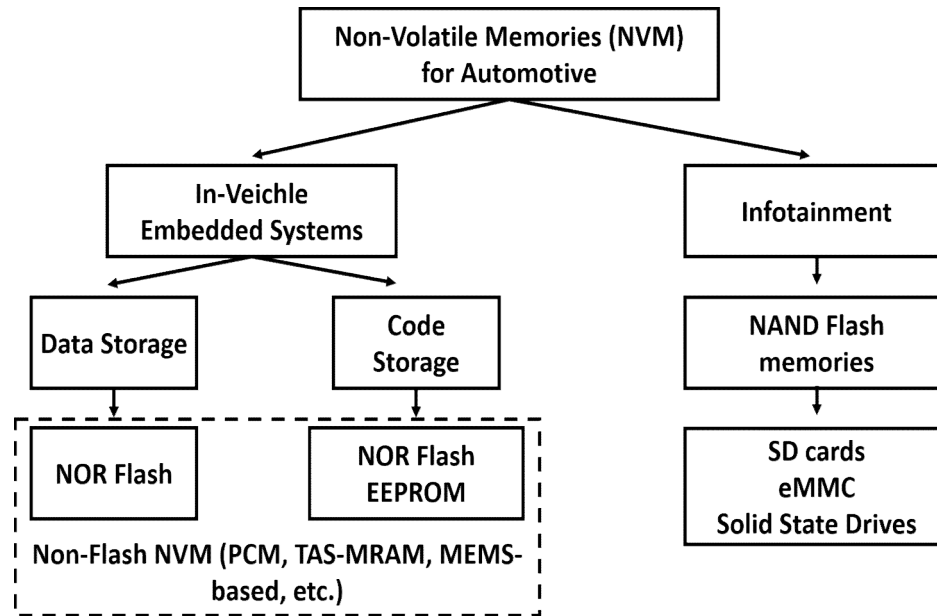 Non-Volatile Memories (NVM)
for Automotive
In-Veichle
Embedded Systems
Infotainment
Data Storage
Code
Storage
NAND Flash
memories
NOR Flash
NOR Flash
EEPROM
SD cards
eMMC
Solid State Drives
Non-Flash NVM (PCM, TAS-MRAM, MEMS-
based, etc.)